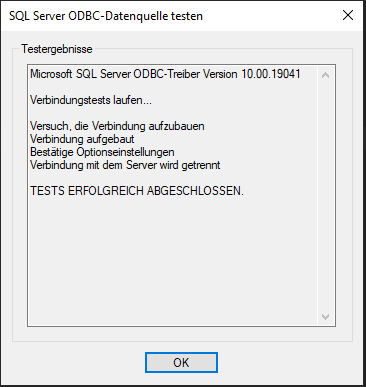 SQL Server ODBC-Datenquelle testen
Testergebnisse
Microsoft SQL Server ODBC-Treiber Version 10.00.19041
Verbindungstests laufen...
Versuch, die Verbindung aufzubauen
Verbindung aufgebaut
Bestätige Optionseinstellungen
Verbindung mit dem Server wird getrennt
TESTS ERFOLGREICH ABGESCHLOSSEN.
OK